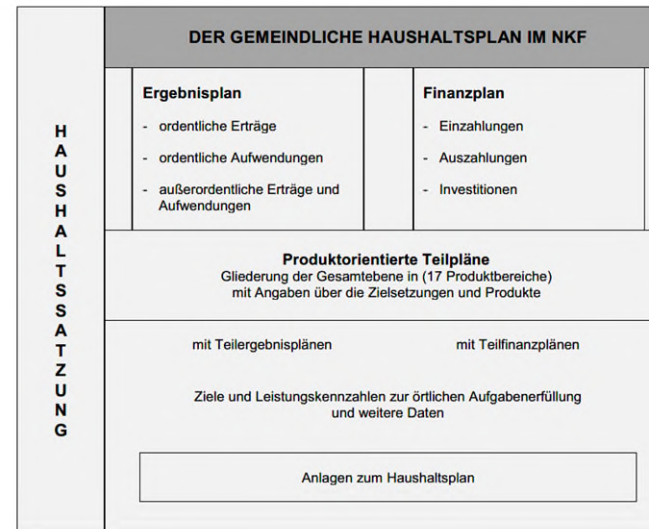 HAUSHALTSSATZUNG
DER GEMEINDLICHE HAUSHALTSPLAN IM NKF
Ergebnisplan
- ordentliche Erträge
- ordentliche Aufwendungen
- außerordentliche Erträge und
Aufwendungen
Finanzplan
- Einzahlungen
- Auszahlungen
- Investitionen
Produktorientierte Teilpläne
Gliederung der Gesamtebene in (17 Produktbereiche)
mit Angaben über die Zielsetzungen und Produkte
mit Teilergebnisplänen
mit Teilfinanzplänen
Ziele und Leistungskennzahlen zur örtlichen Aufgabenerfüllung
und weitere Daten
Anlagen zum Haushaltsplan